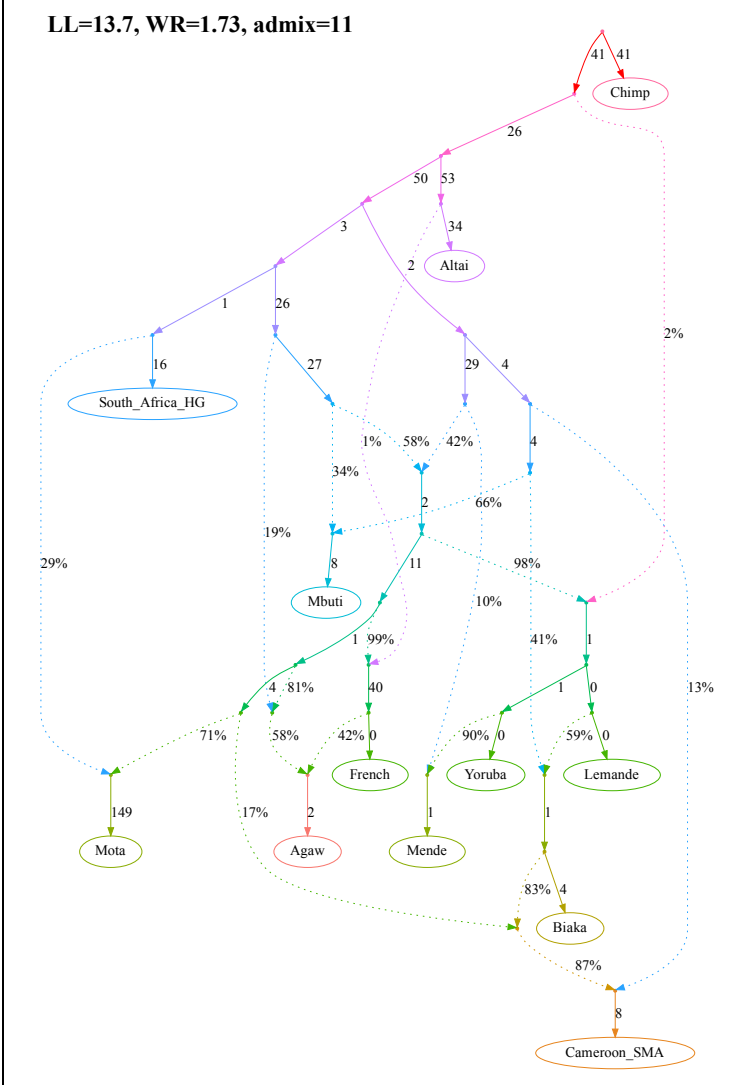 LL=13.7, WR=1.73, admix=11
41 41
Chimp
26
50 53
3 34
2 Altai
1 26 2%
16 27 29 4
South_Africa_HG
1% 58% 42% 4
34%
2 66%
19%
29% 8 11 98%
Mbuti 10%
1 99% 41% 1
4 81% 1 0 13%
71% 58% 42% 0 90% 0 59% 0
French Yoruba Lemande
149 17% 2 1 1
Mota Agaw Mende
83% 4
Biaka
87%
8
Cameroon_SMA